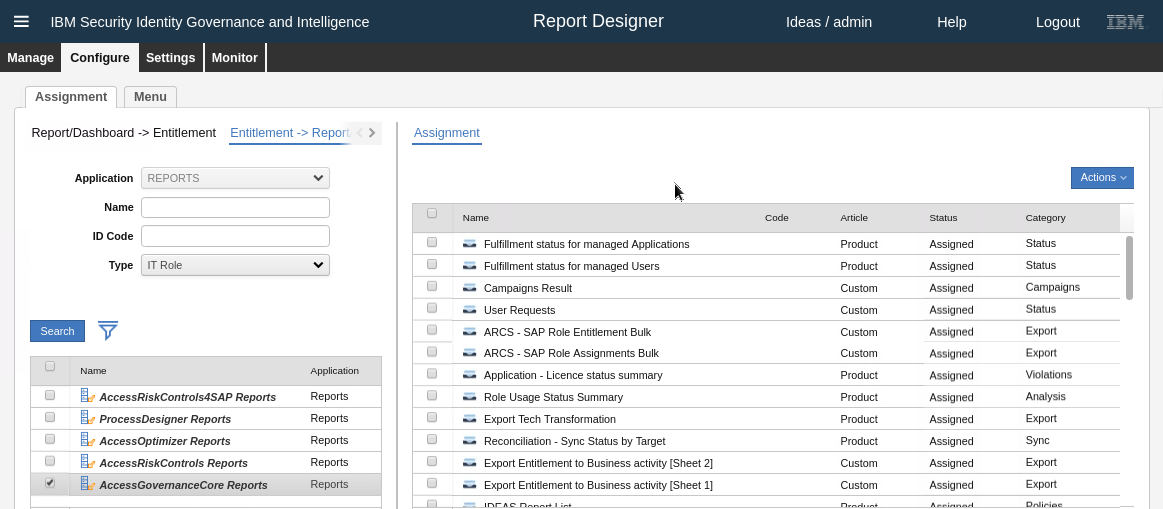 IBM Security Identity Governance and Intelligence Report Designer Ideas / admin Help Logout IBM
Manage Configure Settings Monitor
Assignment Menu
Report/Dashboard -> Entitlement Entitlement -> Report
Application REPORTS
Name
ID Code
Type IT Role
Search
Name Application
AccessRiskControls4SAP Reports Reports
ProcessDesigner Reports Reports
AccessOptimizer Reports Reports
AccessRiskControls Reports Reports
AccessGovernanceCore Reports Reports
Assignment
Actions
Name Code Article Status Category
Fulfillment status for managed Applications Product Assigned Status
Fulfillment status for managed Users Product Assigned Status
Campaigns Result Custom Assigned Campaigns
User Requests Custom Assigned Status
ARCS - SAP Role Entitlement Bulk Custom Assigned Export
ARCS - SAP Role Assignments Bulk Custom Assigned Export
Application - Licence status summary Product Assigned Violations
Role Usage Status Summary Product Assigned Analysis
Export Tech Transformation Product Assigned Export
Reconciliation - Sync Status by Target Product Assigned Sync
Export Entitlement to Business activity [Sheet 2] Custom Assigned Export
Export Entitlement to Business activity [Sheet 1] Custom Assigned Export
IDEAS Report List Product Assigned Policies